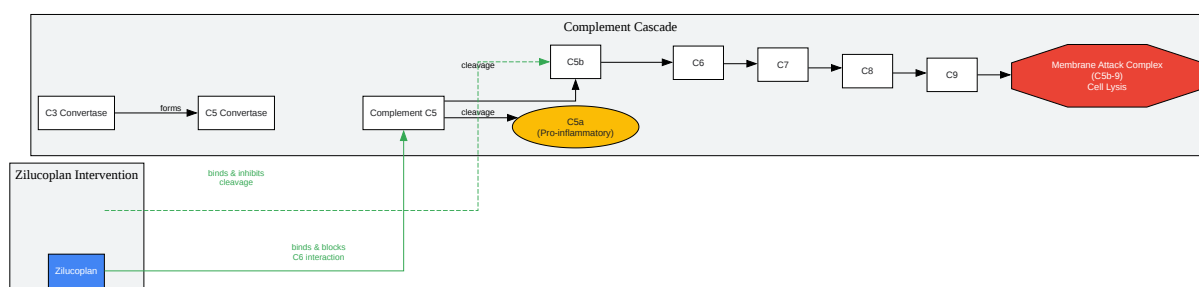 Complement Cascade
cleavage
C5b
C6
C7
C8
C9
Membrane Attack Complex
(C5b-9)
Cell Lysis
C3 Convertase
forms
C5 Convertase
Complement C5
cleavage
C5a
(Pro-inflammatory)
Zilucoplan Intervention
binds & inhibits
cleavage
binds & blocks
C6 interaction
Zilucoplan